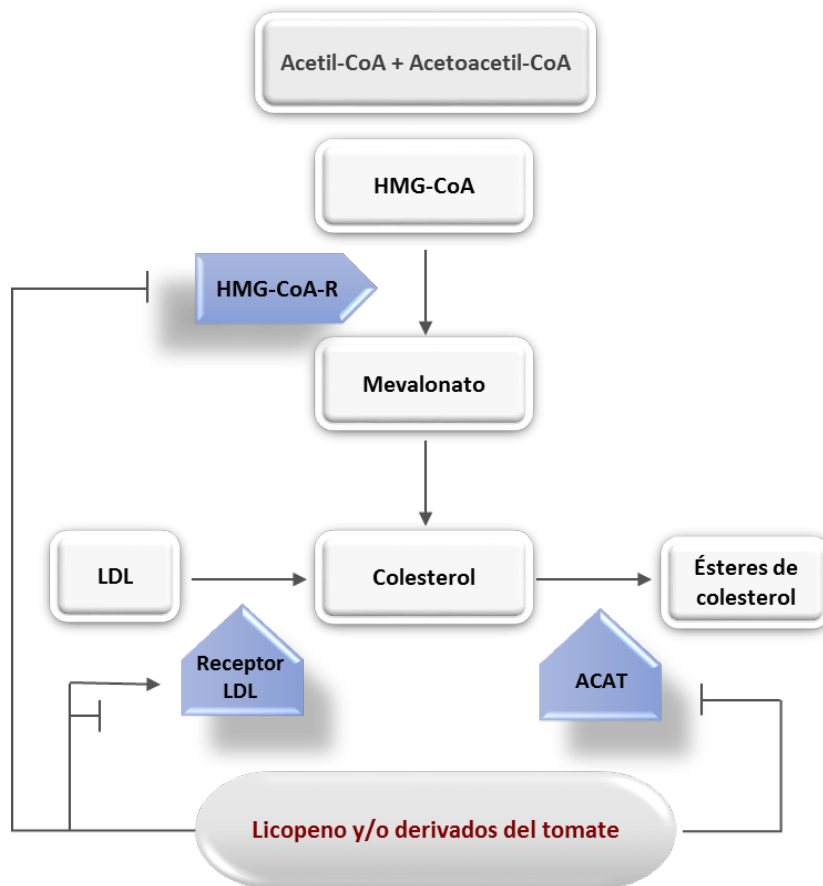 Acetil-CoA + Acetoacetil-CoA
HMG-CoA
HMG-CoA-R
Mevalonato
LDL
Colesterol
Ésteres de
colesterol
Receptor
LDL
ACAT
Licopeno y/o derivados del tomate